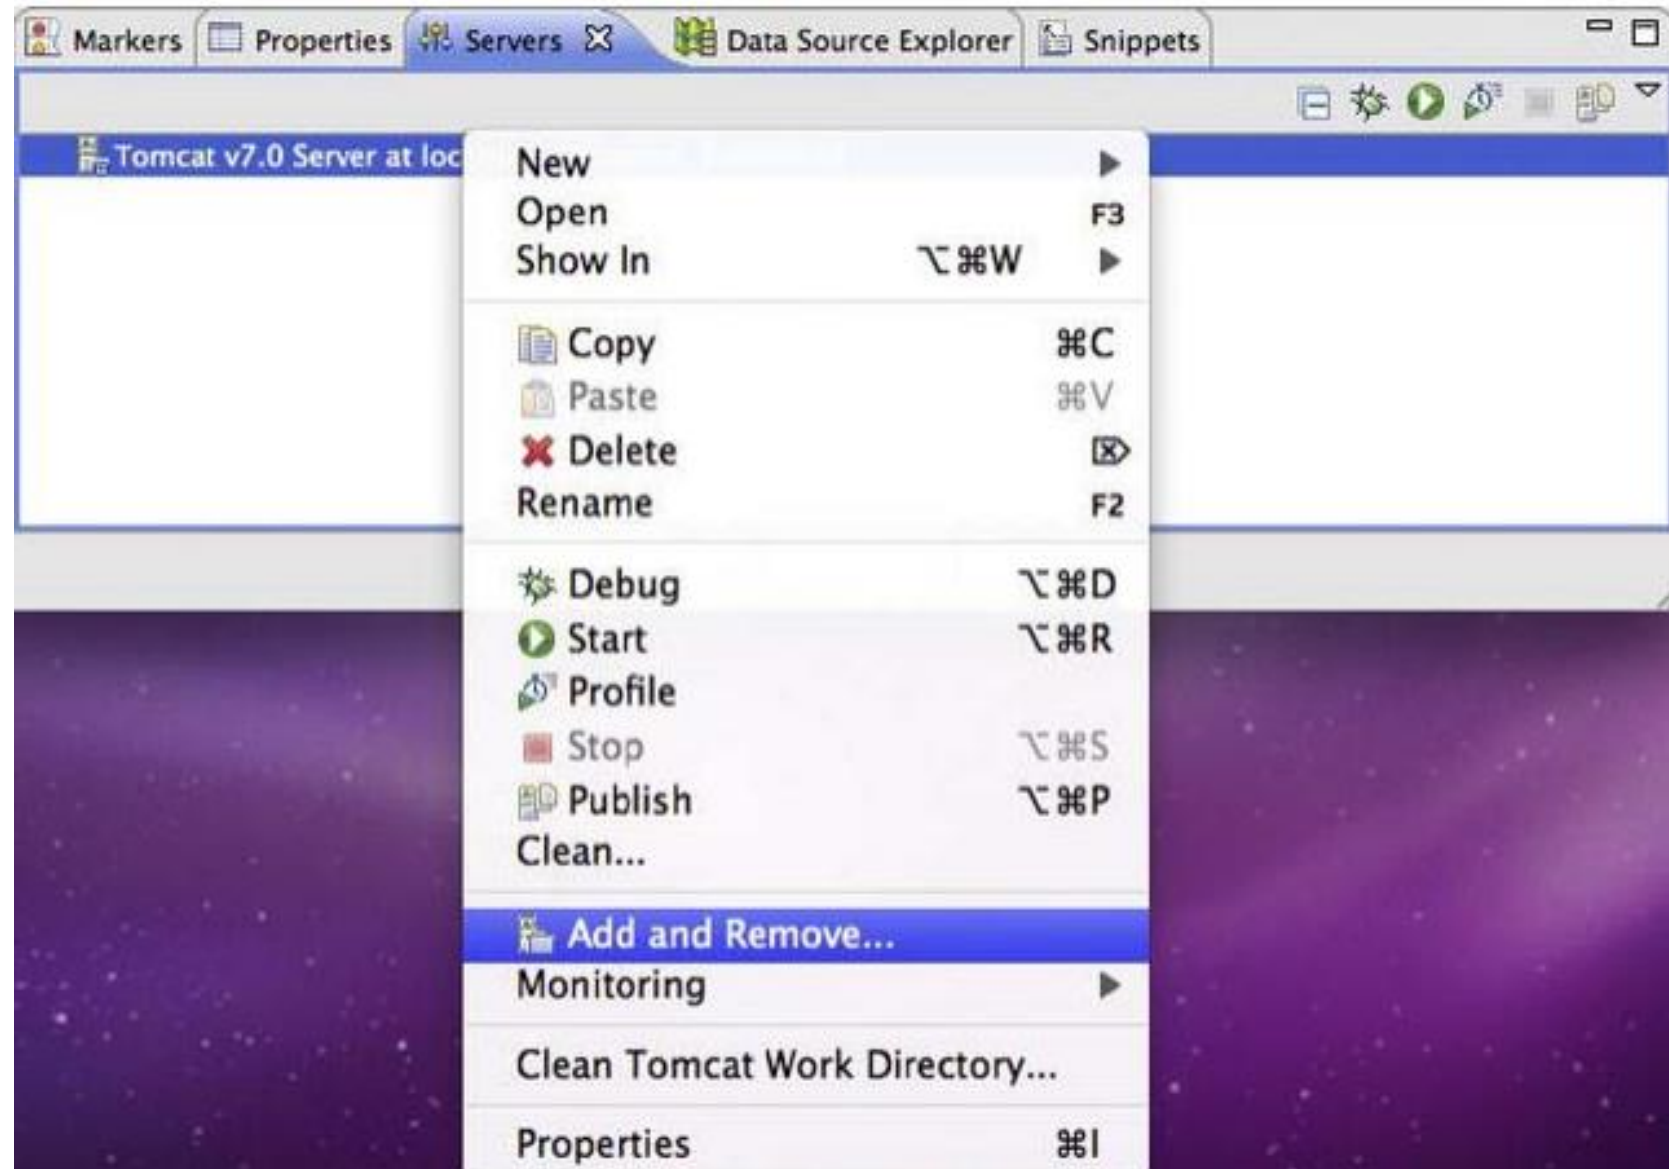 Markers Properties Servers Data Source Explorer Snippets
Tomcat v7.0 Server at loc
New
Open F3
Show In ⌥⌘W
Copy ⌘C
Paste ⌘V
Delete ⌦
Rename F2
Debug ⌥⌘D
Start ⌥⌘R
Profile
Stop ⌥⌘S
Publish ⌥⌘P
Clean...
Add and Remove...
Monitoring
Clean Tomcat Work Directory...
Properties ⌘I